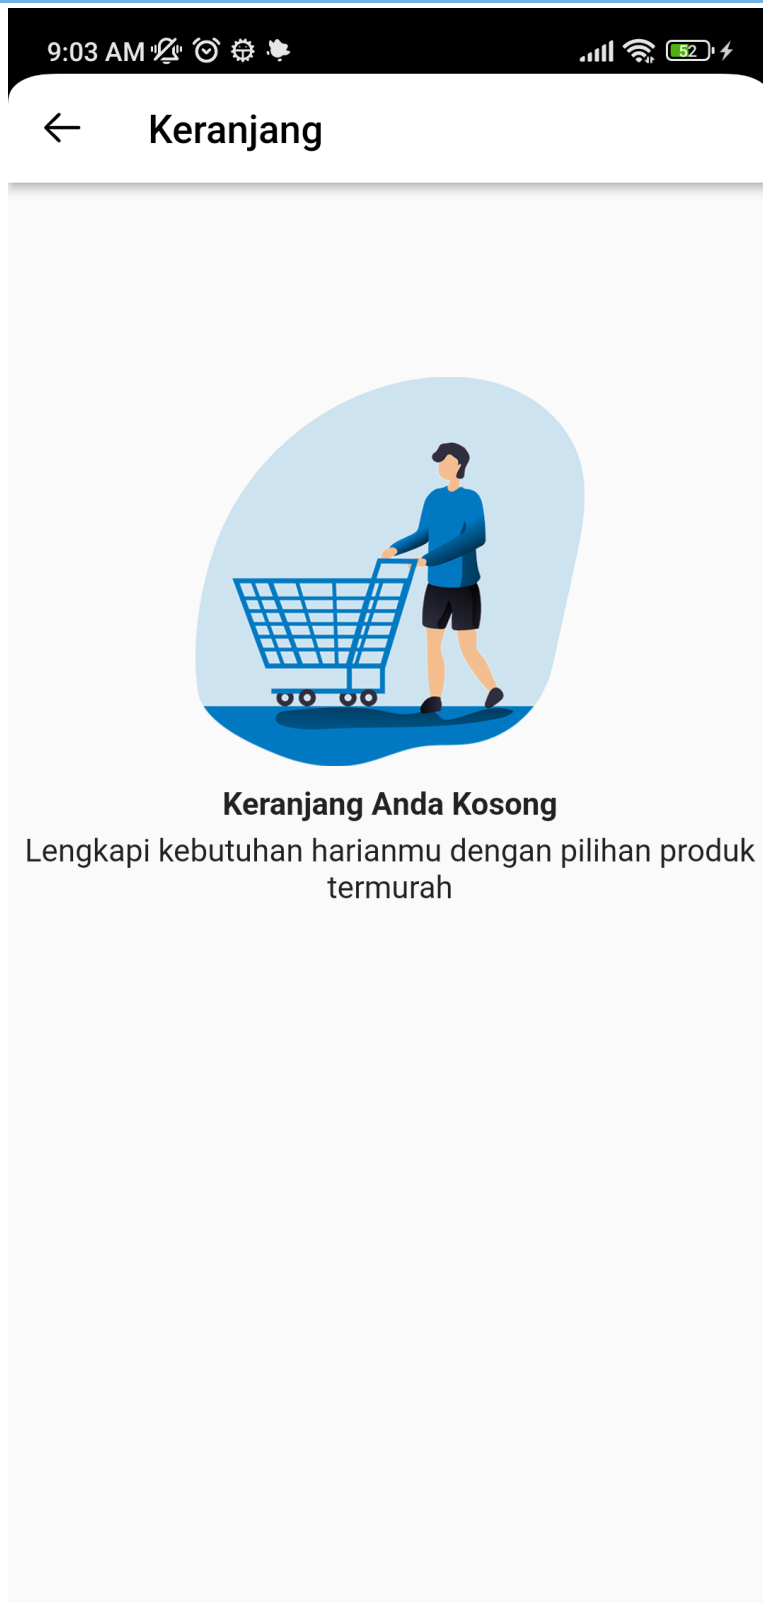 9:03 AM
52
Keranjang
Keranjang Anda Kosong
Lengkapi kebutuhan harianmu dengan pilihan produk
termurah